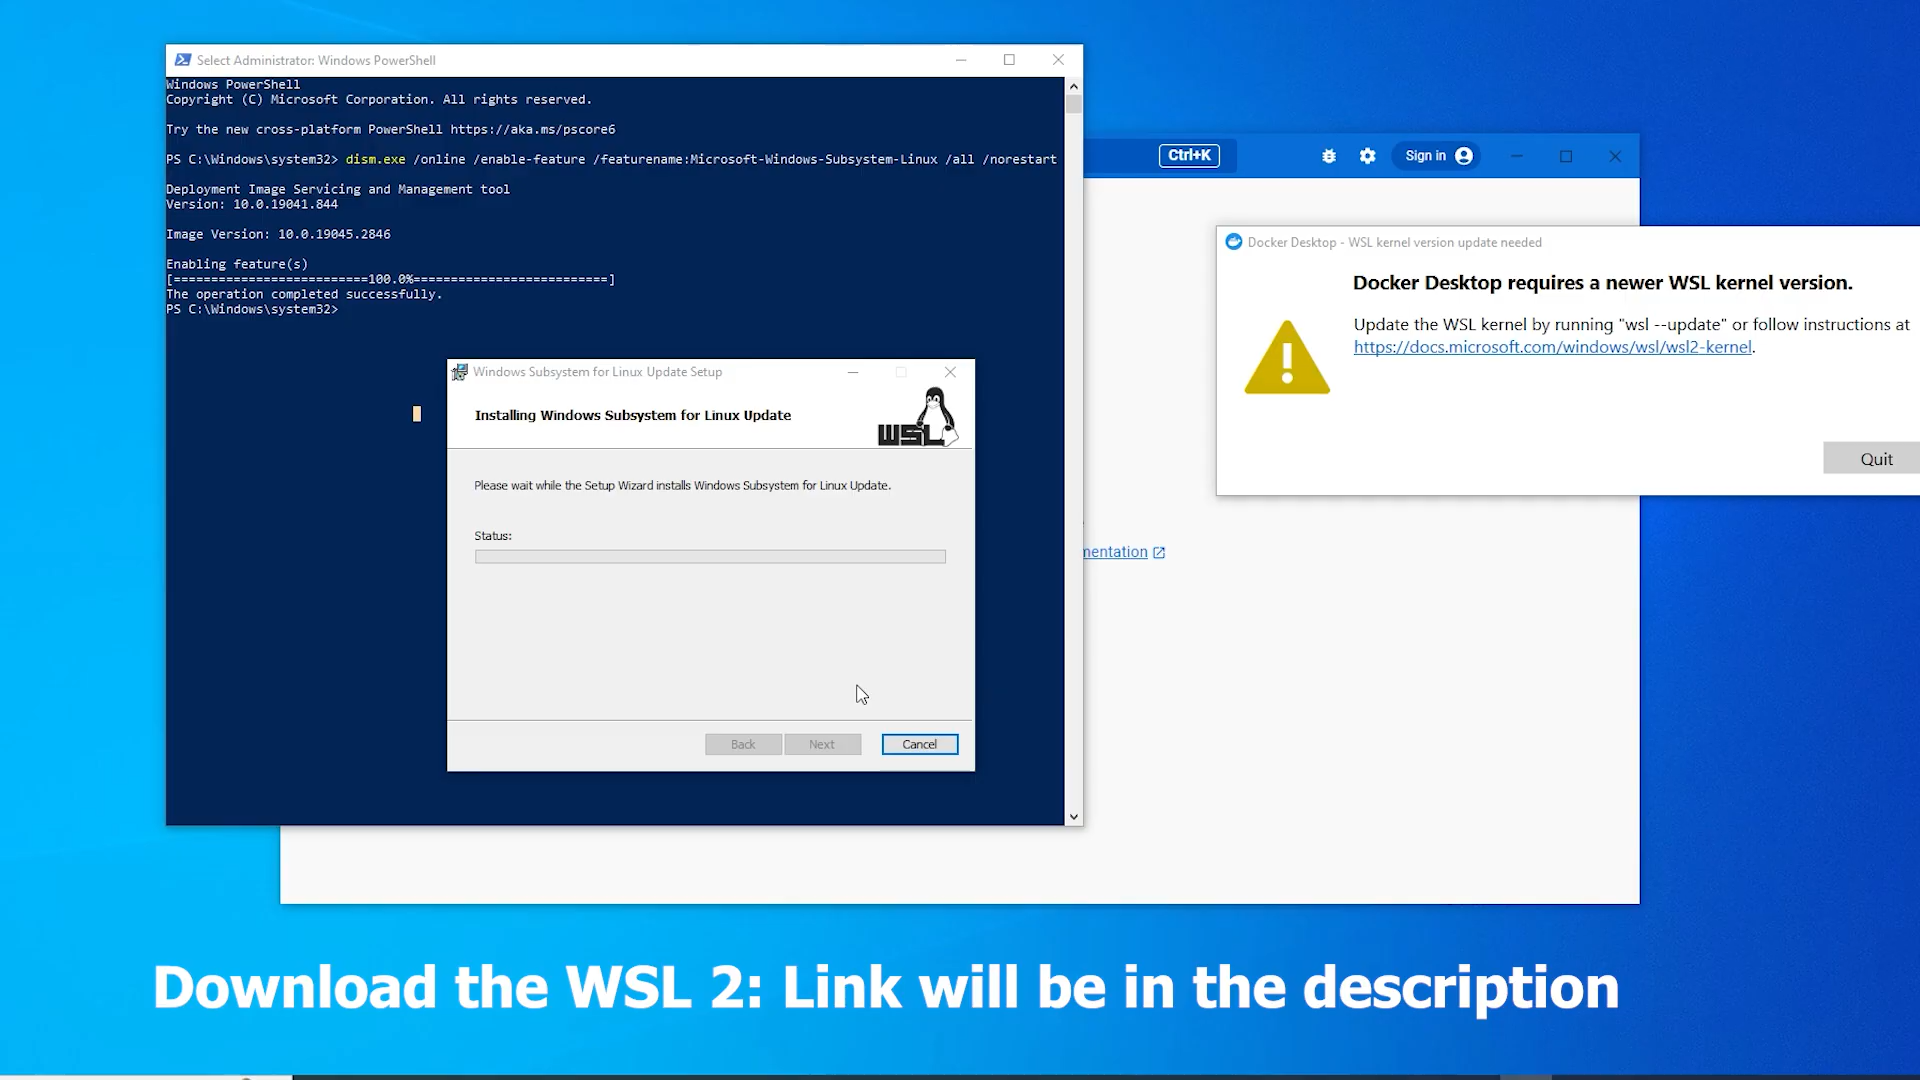 Select Administrator: Windows PowerShell
Windows PowerShell
Copyright (C) Microsoft Corporation. All rights reserved.
Try the new cross-platform PowerShell https://aka.ms/pscore6
PS C:\Windows\system32> dism.exe /online /enable-feature /featurename:Microsoft-Windows-Subsystem-Linux /all /norestart
Deployment Image Servicing and Management tool
Version: 10.0.19041.844
Image Version: 10.0.19045.2846
Enabling feature(s)
[==========================100.0%==========================]
The operation completed successfully.
PS C:\Windows\system32>
Windows Subsystem for Linux Update Setup
Installing Windows Subsystem for Linux Update
WSL
Please wait while the Setup Wizard installs Windows Subsystem for Linux Update.
Status:
Back Next Cancel
Ctrl+K
Sign in
Docker Desktop - WSL kernel version update needed
Docker Desktop requires a newer WSL kernel version.
Update the WSL kernel by running "wsl --update" or follow instructions at
https://docs.microsoft.com/windows/wsl/wsl2-kernel.
Quit
mentation
Download the WSL 2: Link will be in the description